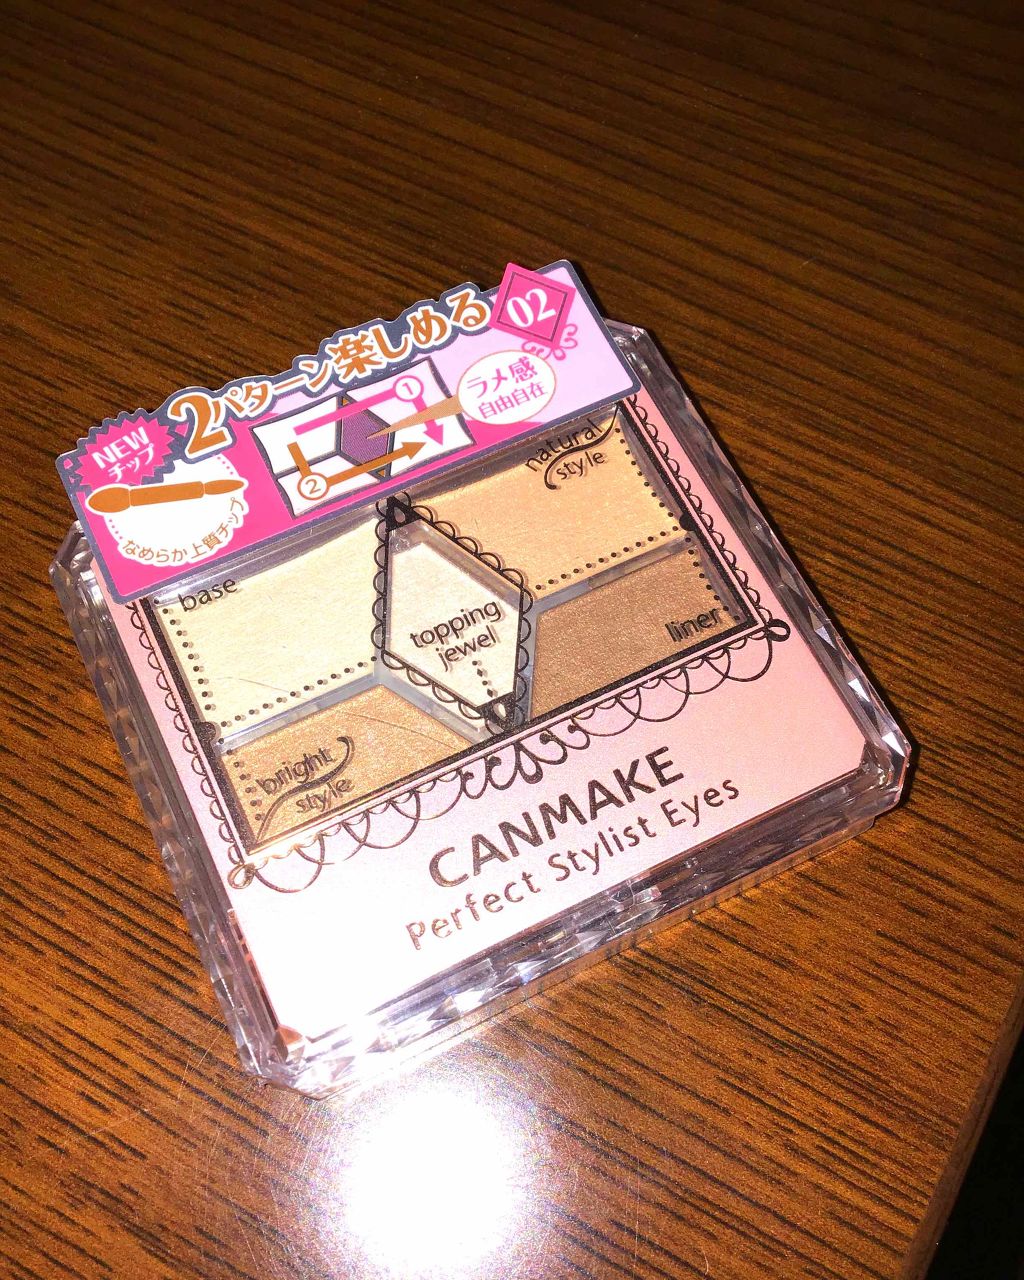 NEW
チップ
2パターン楽しめる
02
なめらか上質チップ
①
②
ラメ感
自由自在
base
natural
style
topping
jewel
bright
style
liner
CANMAKE
Perfect Stylist Eyes